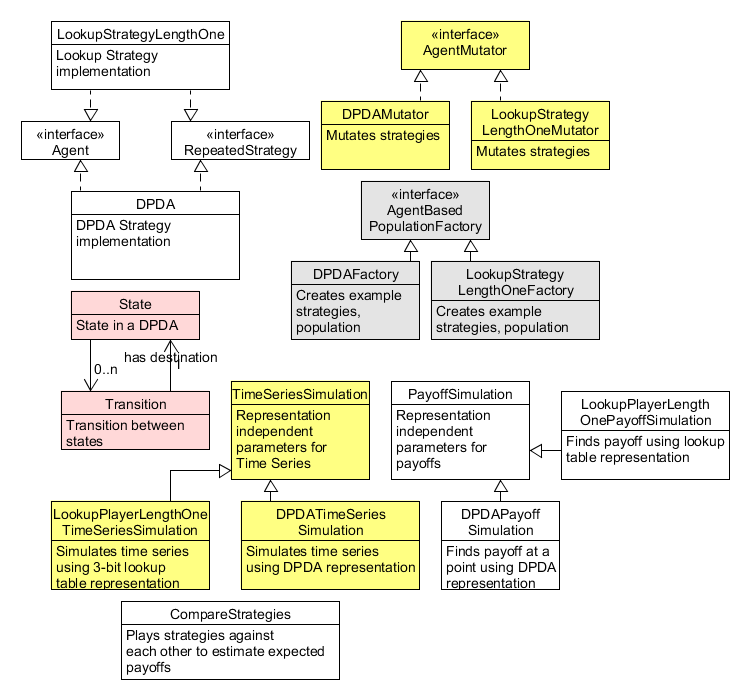 LookupStrategyLengthOne
Lookup Strategy
implementation
«interface»
AgentMutator
«interface»
Agent
«interface»
RepeatedStrategy
DPDAMutator
Mutates strategies
LookupStrategy
LengthOneMutator
Mutates strategies
DPDA
DPDA Strategy
implementation
«interface»
AgentBased
PopulationFactory
DPDAFactory
Creates example
strategies,
population
LookupStrategy
LengthOneFactory
Creates example
strategies, population
State
State in a DPDA
has destination
0..n
Transition
Transition between
states
TimeSeriesSimulation
Representation
independent
parameters for
Time Series
PayoffSimulation
Representation
independent
parameters for
payoffs
LookupPlayerLength
OnePayoffSimulation
Finds payoff using lookup
table representation
LookupPlayerLengthOne
TimeSeriesSimulation
Simulates time series
using 3-bit lookup
table representation
DPDATimeSeries
Simulation
Simulates time series
using DPDA representation
DPDAPayoff
Simulation
Finds payoff at a
point using DPDA
representation
CompareStrategies
Plays strategies against
each other to estimate expected
payoffs